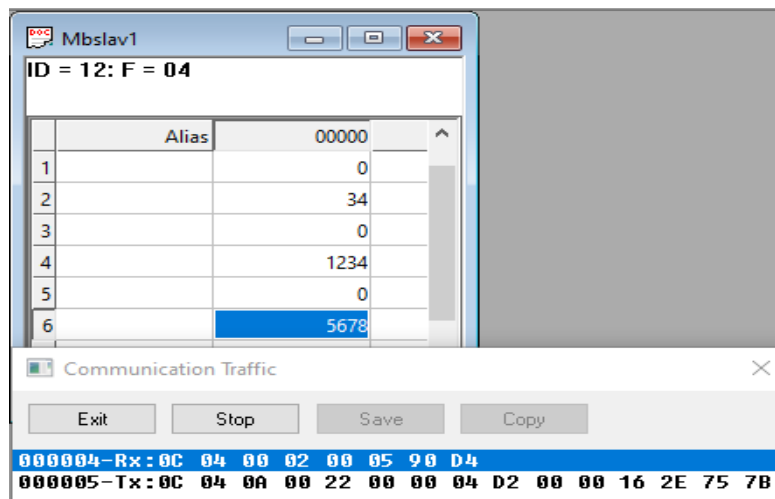 Mbslav1
ID = 12: F = 04
Alias 00000
1 0
2 34
3 0
4 1234
5 0
6 5678
Communication Traffic
Exit Stop Save Copy
000004-Rx:0C 04 00 02 00 05 90 D4
000005-Tx:0C 04 0A 00 22 00 00 04 D2 00 00 16 2E 75 7B